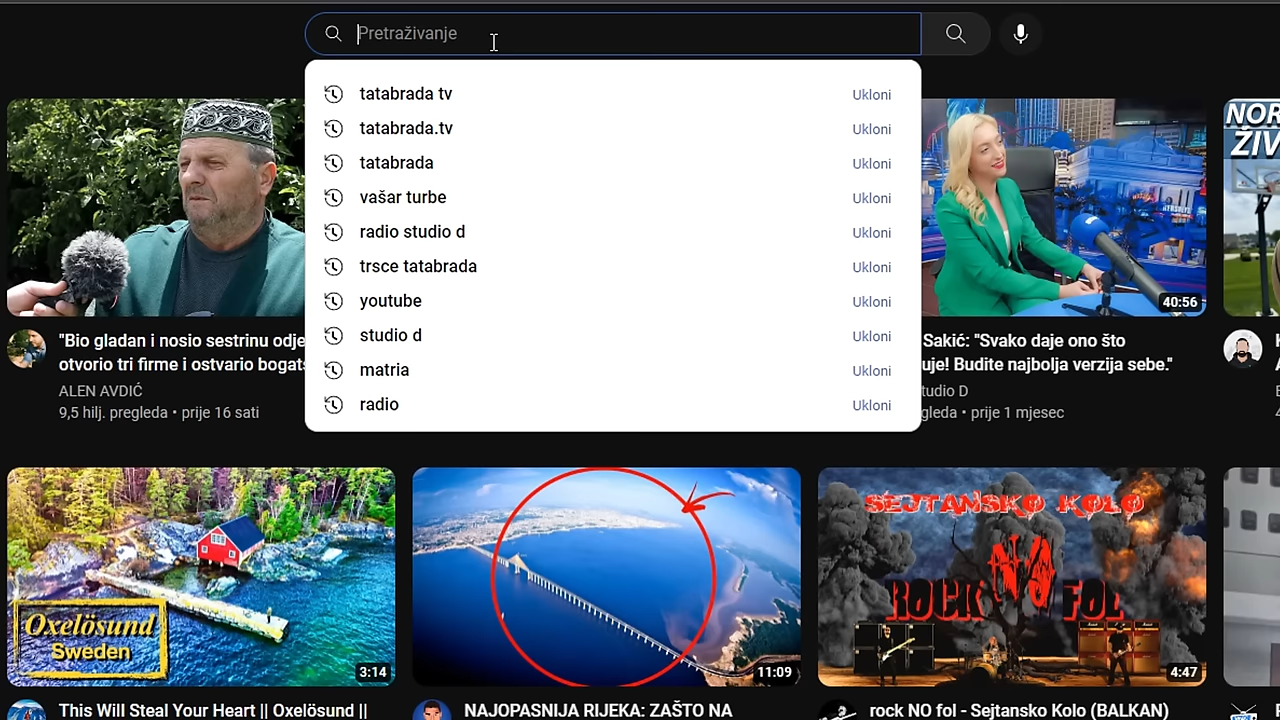 Pretraživanje
tatabrada tv
Ukloni
tatabrada.tv
Ukloni
tatabrada
Ukloni
vašar turbe
Ukloni
radio studio d
Ukloni
trsce tatabrada
Ukloni
youtube
Ukloni
studio d
Ukloni
matria
Ukloni
radio
Ukloni
"Bio gladan i nosio sestrinu odje
otvorio tri firme i ostvario bogats
ALEN AVDIĆ
9,5 hilj. pregleda • prije 16 sati
40:56
Sakić: "Svako daje ono što
uje! Budite najbolja verzija sebe."
tudio D
gleda • prije 1 mjesec
NOR
ŽIV
Oxelösund
Sweden
3:14
This Will Steal Your Heart || Oxelösund ||
11:09
NAJOPASNIJA RIJEKA: ZAŠTO NA
SEJTANSKO KOLO
ROCK NO FOL
4:47
rock NO fol - Sejtansko Kolo (BALKAN)